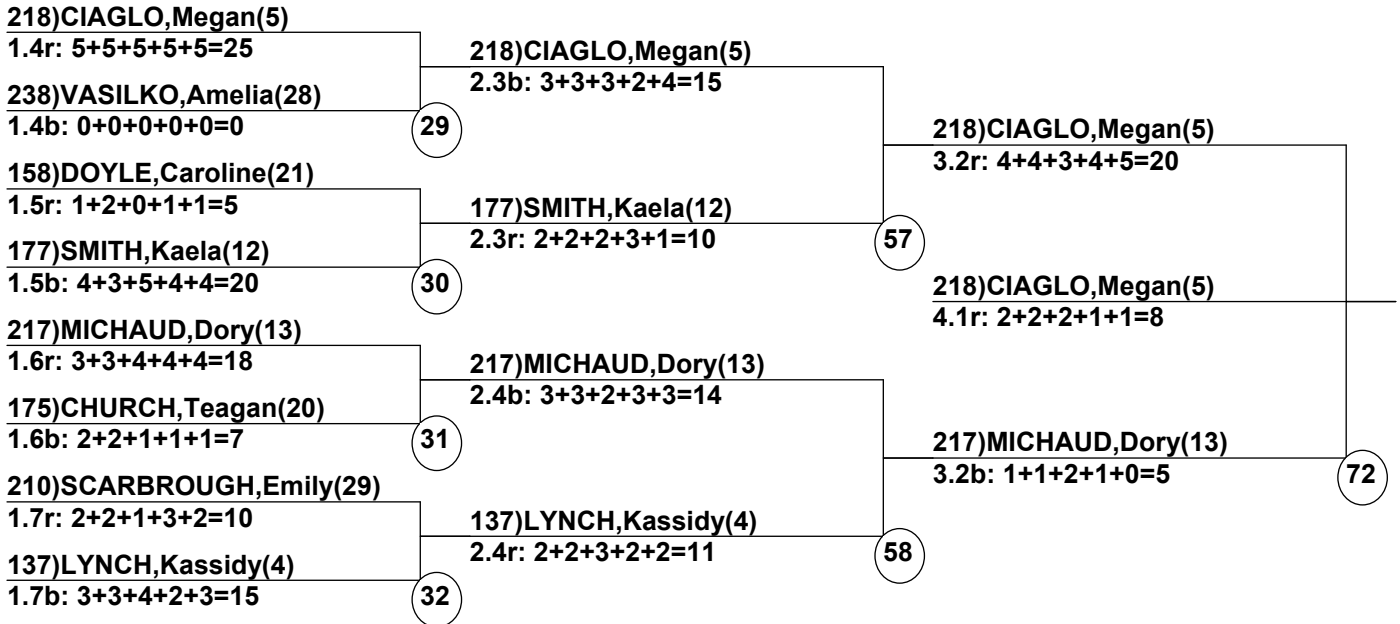 218)CIAGLO,Megan(5)
1.4r: 5+5+5+5+5=25
238)VASILKO,Amelia(28)
1.4b: 0+0+0+0+0=0
29
158)DOYLE,Caroline(21)
1.5r: 1+2+0+1+1=5
177)SMITH,Kaela(12)
1.5b: 4+3+5+4+4=20
30
217)MICHAUD,Dory(13)
1.6r: 3+3+4+4+4=18
175)CHURCH,Teagan(20)
1.6b: 2+2+1+1+1=7
31
210)SCARBROUGH,Emily(29)
1.7r: 2+2+1+3+2=10
137)LYNCH,Kassidy(4)
1.7b: 3+3+4+2+3=15
32
218)CIAGLO,Megan(5)
2.3b: 3+3+3+2+4=15
177)SMITH,Kaela(12)
2.3r: 2+2+2+3+1=10
57
217)MICHAUD,Dory(13)
2.4b: 3+3+2+3+3=14
137)LYNCH,Kassidy(4)
2.4r: 2+2+3+2+2=11
58
218)CIAGLO,Megan(5)
3.2r: 4+4+3+4+5=20
218)CIAGLO,Megan(5)
4.1r: 2+2+2+1+1=8
217)MICHAUD,Dory(13)
3.2b: 1+1+2+1+0=5
72